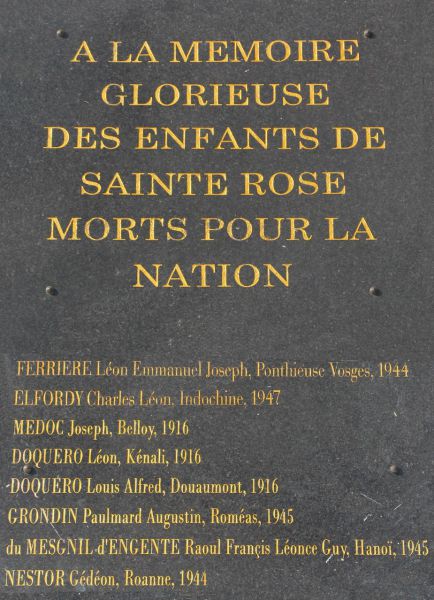 A LA MEMOIRE
GLORIEUSE
DES ENFANTS DE
SAINTE ROSE
MORTS POUR LA
NATION
FERRIERE Léon Emmanuel Joseph, Ponthieuse Vosges, 1944
ELFORDY Charles Léon, Indochine, 1947
MEDOC Joseph, Belloy, 1916
DOQUERO Léon, Kénali, 1916
DOQUERO Louis Alfred, Douaumont, 1916
GRONDIN Paulmard Augustin, Roméas, 1945
du MESGNIL d'ENGENTE Raoul Françis Léonce Guy, Hanoï, 1945
NESTOR Gédéon, Roanne, 1944